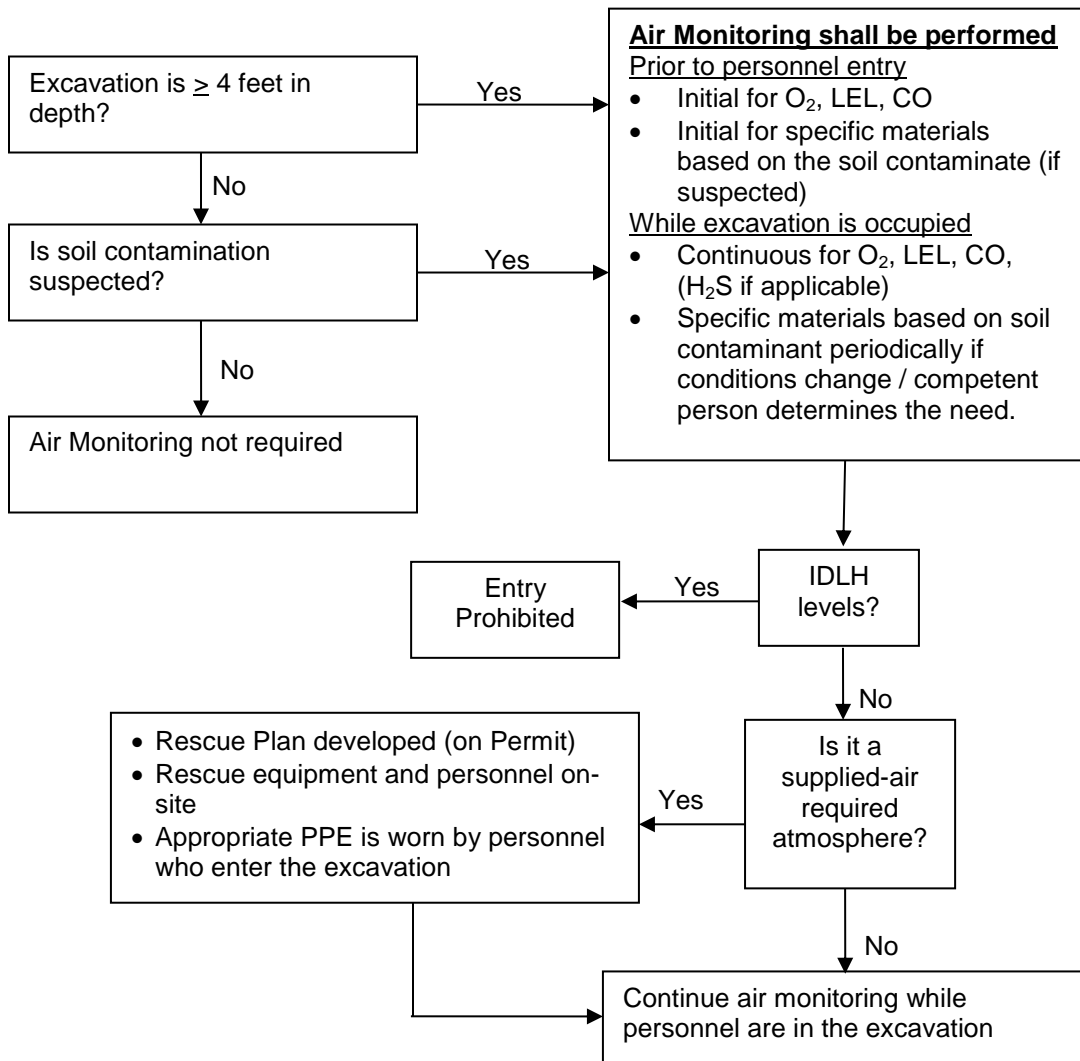 Excavation is ≥ 4 feet in
depth?
Yes
No
Is soil contamination
suspected?
Yes
No
Air Monitoring not required
Air Monitoring shall be performed
Prior to personnel entry
• Initial for O₂, LEL, CO
• Initial for specific materials
based on the soil contaminate (if
suspected)
While excavation is occupied
• Continuous for O₂, LEL, CO,
(H₂S if applicable)
• Specific materials based on soil
contaminant periodically if
conditions change / competent
person determines the need.
IDLH
levels?
Yes
Entry
Prohibited
No
Is it a
supplied-air
required
atmosphere?
Yes
• Rescue Plan developed (on Permit)
• Rescue equipment and personnel on-
site
• Appropriate PPE is worn by personnel
who enter the excavation
No
Continue air monitoring while
personnel are in the excavation